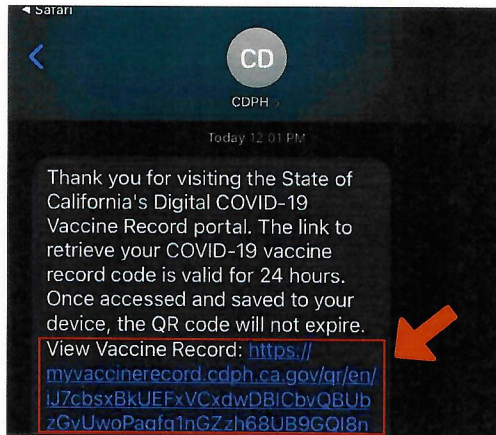 Safari
CD
CDPH
Today 12:01 PM
Thank you for visiting the State of
California's Digital COVID-19
Vaccine Record portal. The link to
retrieve your COVID-19 vaccine
record code is valid for 24 hours.
Once accessed and saved to your
device, the QR code will not expire.
View Vaccine Record: https://
myvaccinerecord.cdph.ca.gov/qr/en/